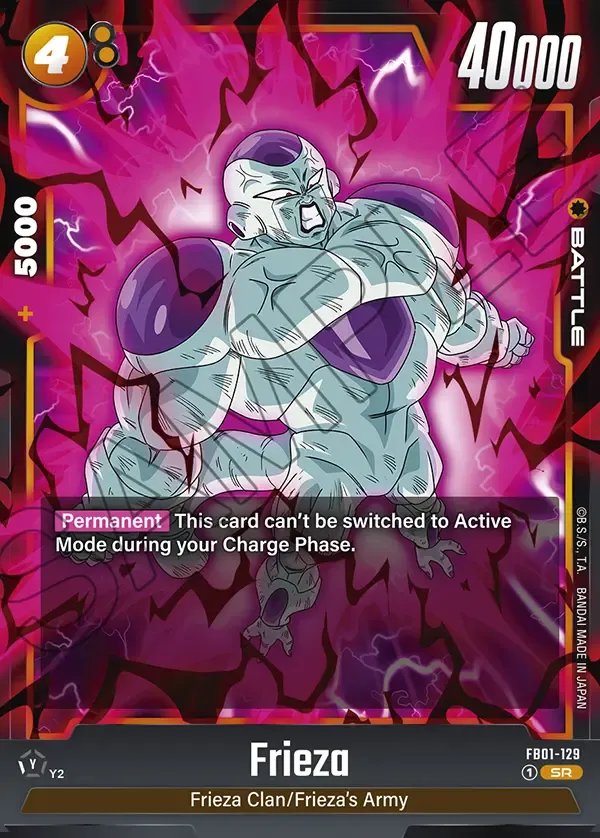 4
40000
+ 5000
BATTLE
SAMPLE
Permanent This card can't be switched to Active
Mode during your Charge Phase.
©B.S./S., T.A. BANDAI MADE IN JAPAN
Frieza
FB01-129
Y Y2
1 SR
Frieza Clan/Frieza's Army